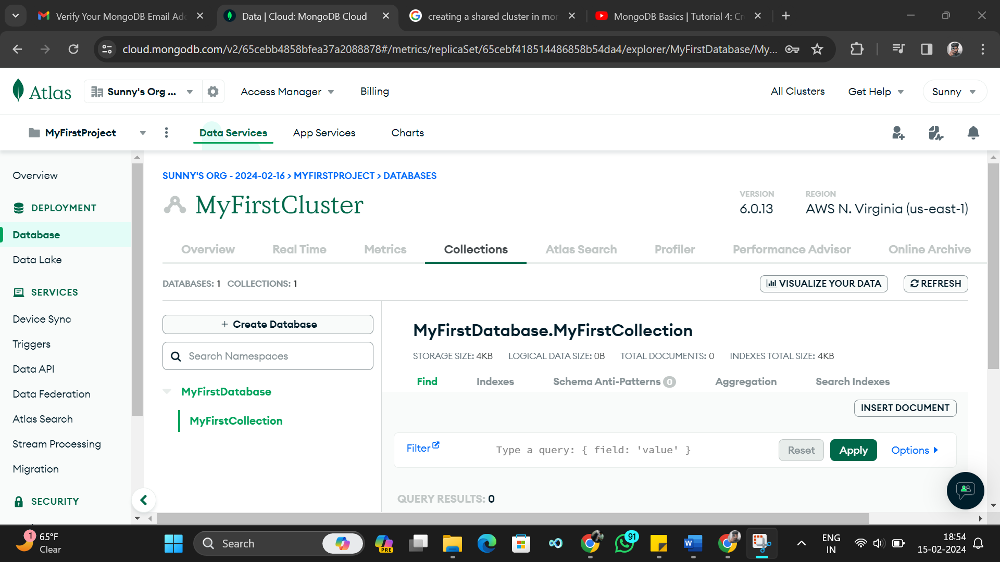 Verify Your MongoDB Email Add
Data | Cloud: MongoDB Cloud
creating a shared cluster in mor
MongoDB Basics | Tutorial 4: Cr
cloud.mongodb.com/v2/65cebb4858bfea37a2088878#/metrics/replicaSet/65cebf418514486858b54da4/explorer/MyFirstDatabase/My...
Atlas
Sunny's Org ...
Access Manager
Billing
All Clusters
Get Help
Sunny
MyFirstProject
Data Services
App Services
Charts
Overview
DEPLOYMENT
Database
Data Lake
SERVICES
Device Sync
Triggers
Data API
Data Federation
Atlas Search
Stream Processing
Migration
SECURITY
SUNNY'S ORG - 2024-02-16 > MYFIRSTPROJECT > DATABASES
MyFirstCluster
VERSION
6.0.13
REGION
AWS N. Virginia (us-east-1)
Overview
Real Time
Metrics
Collections
Atlas Search
Profiler
Performance Advisor
Online Archive
DATABASES: 1 COLLECTIONS: 1
VISUALIZE YOUR DATA
REFRESH
+ Create Database
Search Namespaces
MyFirstDatabase
MyFirstCollection
MyFirstDatabase.MyFirstCollection
STORAGE SIZE: 4KB LOGICAL DATA SIZE: 0B TOTAL DOCUMENTS: 0 INDEXES TOTAL SIZE: 4KB
Find
Indexes
Schema Anti-Patterns 0
Aggregation
Search Indexes
INSERT DOCUMENT
Filter
Type a query: { field: 'value' }
Reset
Apply
Options
QUERY RESULTS: 0
1
65°F
Clear
Search
PRE
91
W
ENG
IN
18:54
15-02-2024